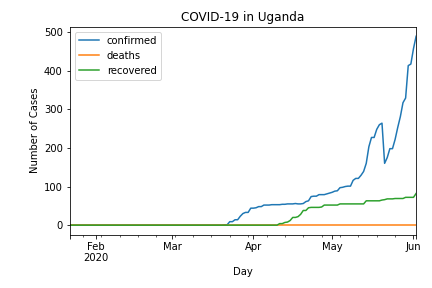 COVID-19 in Uganda
confirmed
deaths
recovered
Number of Cases
500
400
300
200
100
0
Feb
2020
Mar
Apr
May
Jun
Day